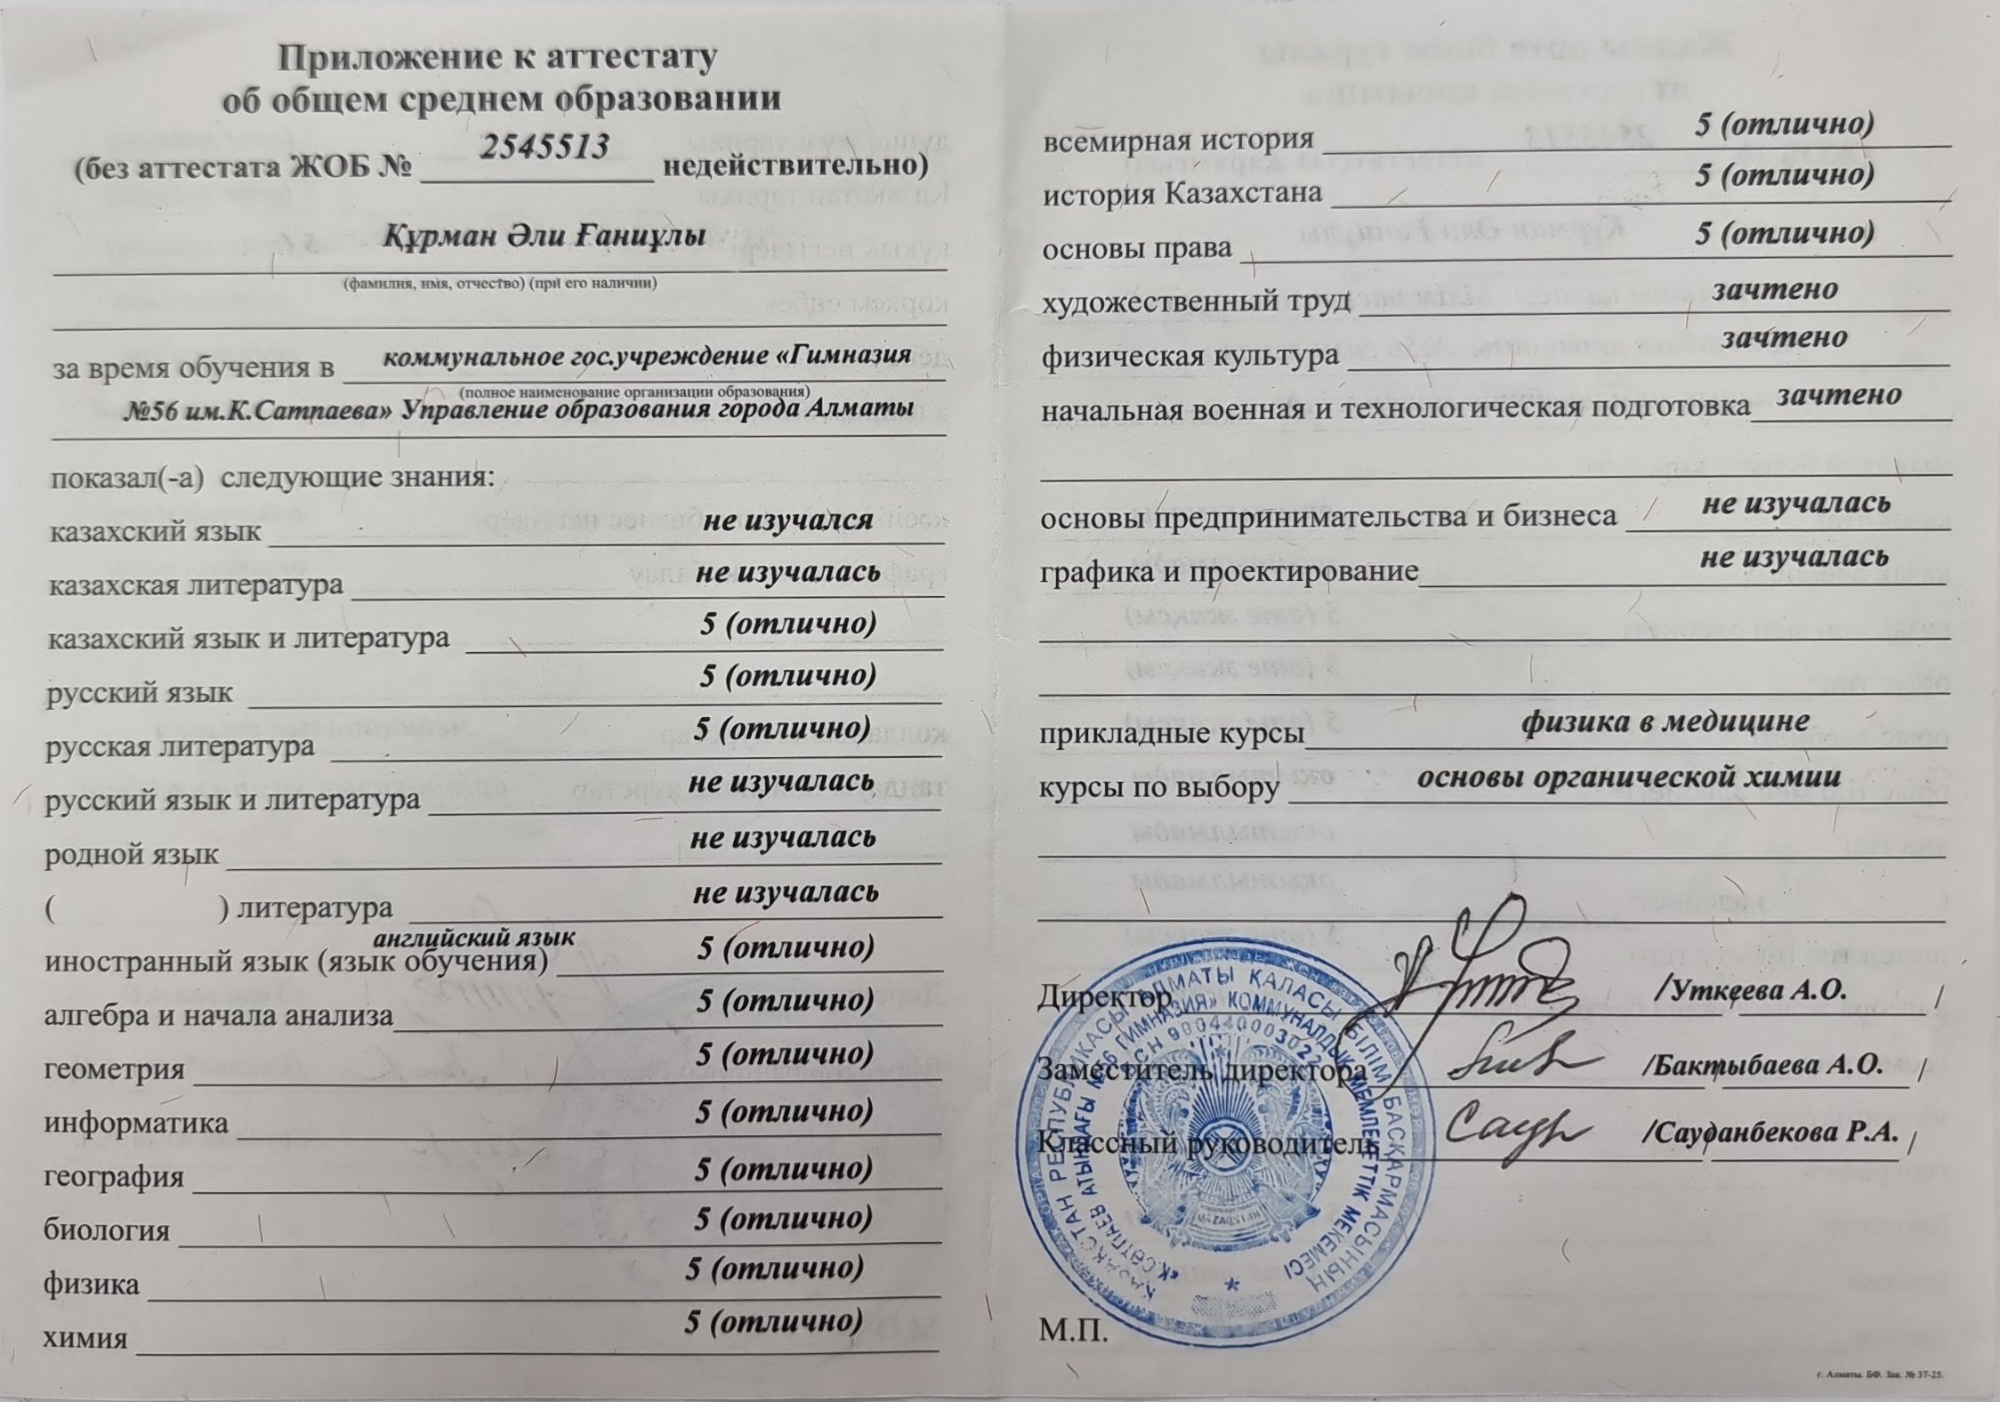 Приложение к аттестату
об общем среднем образовании
(без аттестата ЖОБ № 2545513 недействительно)
Құрман Әли Ғаниұлы
(фамилия, имя, отчество) (при его наличии)
за время обучения в коммунальное гос.учреждение «Гимназия
(полное наименование организации образования)
№56 им.К.Сатпаева» Управление образования города Алматы
показал(-а) следующие знания:
казахский язык не изучался
казахская литература не изучалась
казахский язык и литература 5 (отлично)
русский язык 5 (отлично)
русская литература 5 (отлично)
русский язык и литература не изучалась
родной язык не изучалась
( ) литература не изучалась
английский язык
иностранный язык (язык обучения) 5 (отлично)
алгебра и начала анализа 5 (отлично)
геометрия 5 (отлично)
информатика 5 (отлично)
география 5 (отлично)
биология 5 (отлично)
физика 5 (отлично)
химия 5 (отлично)
всемирная история 5 (отлично)
история Казахстана 5 (отлично)
основы права 5 (отлично)
художественный труд зачтено
физическая культура зачтено
начальная военная и технологическая подготовка зачтено
основы предпринимательства и бизнеса не изучалась
графика и проектирование не изучалась
прикладные курсы физика в медицине
курсы по выбору основы органической химии
Директор /Уткеева А.О. /
Заместитель директора /Бактыбаева А.О. /
Классный руководитель /Сауданбекова Р.А. /
ҚАЗАҚСТАН РЕСПУБЛИКАСЫ АЛМАТЫ ҚАЛАСЫ БІЛІМ БАСҚАРМАСЫНЫҢ
«Қ.СӘТПАЕВ АТЫНДАҒЫ №56 ГИМНАЗИЯ» КОММУНАЛДЫҚ МЕМЛЕКЕТТІК МЕКЕМЕСІ
БСН 990440003022
QAZAQSTAN
М.П.
г. Алматы. БФ. Зак. № 37-25.